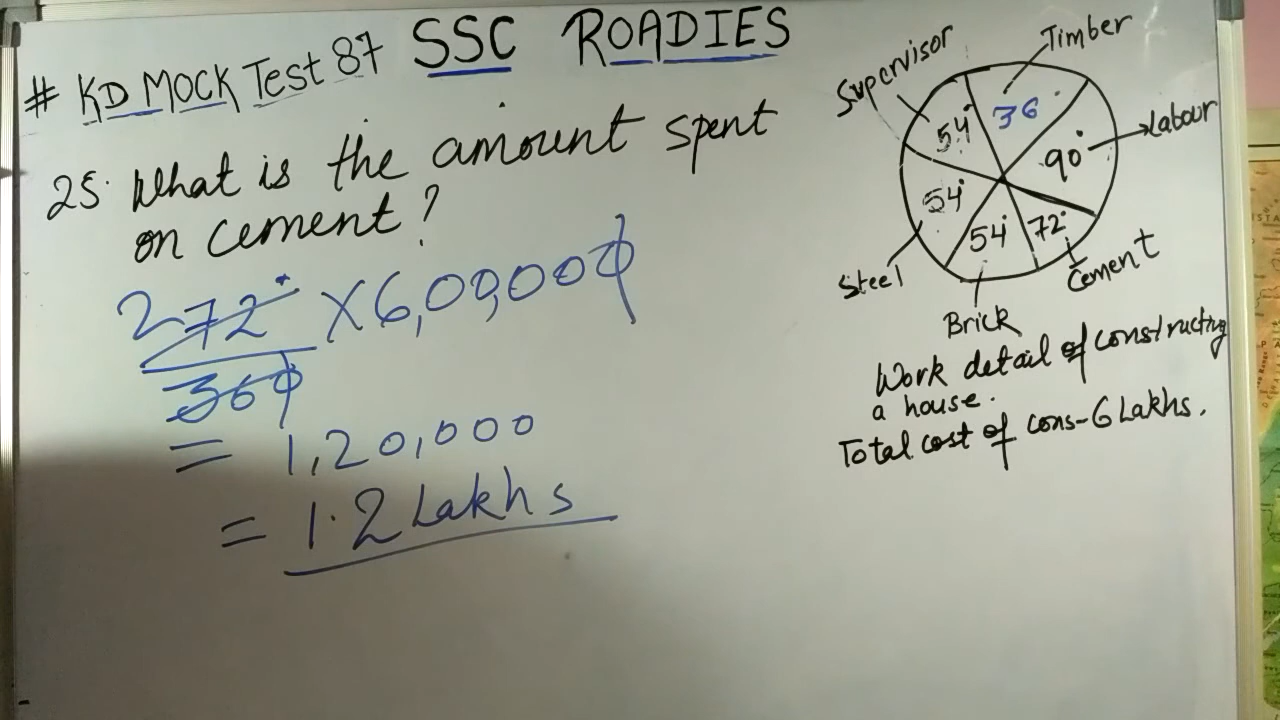 # KD MOCK Test 87 SSC ROADIES
25. What is the amount spent
on cement?
2 72° × 6,00,000
360
= 1,20,000
= 1.2 Lakhs
Supervisor
Timber
Labour
Cement
Brick
Steel
54°
36°
90°
54°
54°
72°
Work detail of constructing
a house.
Total cost of cons-6 Lakhs.